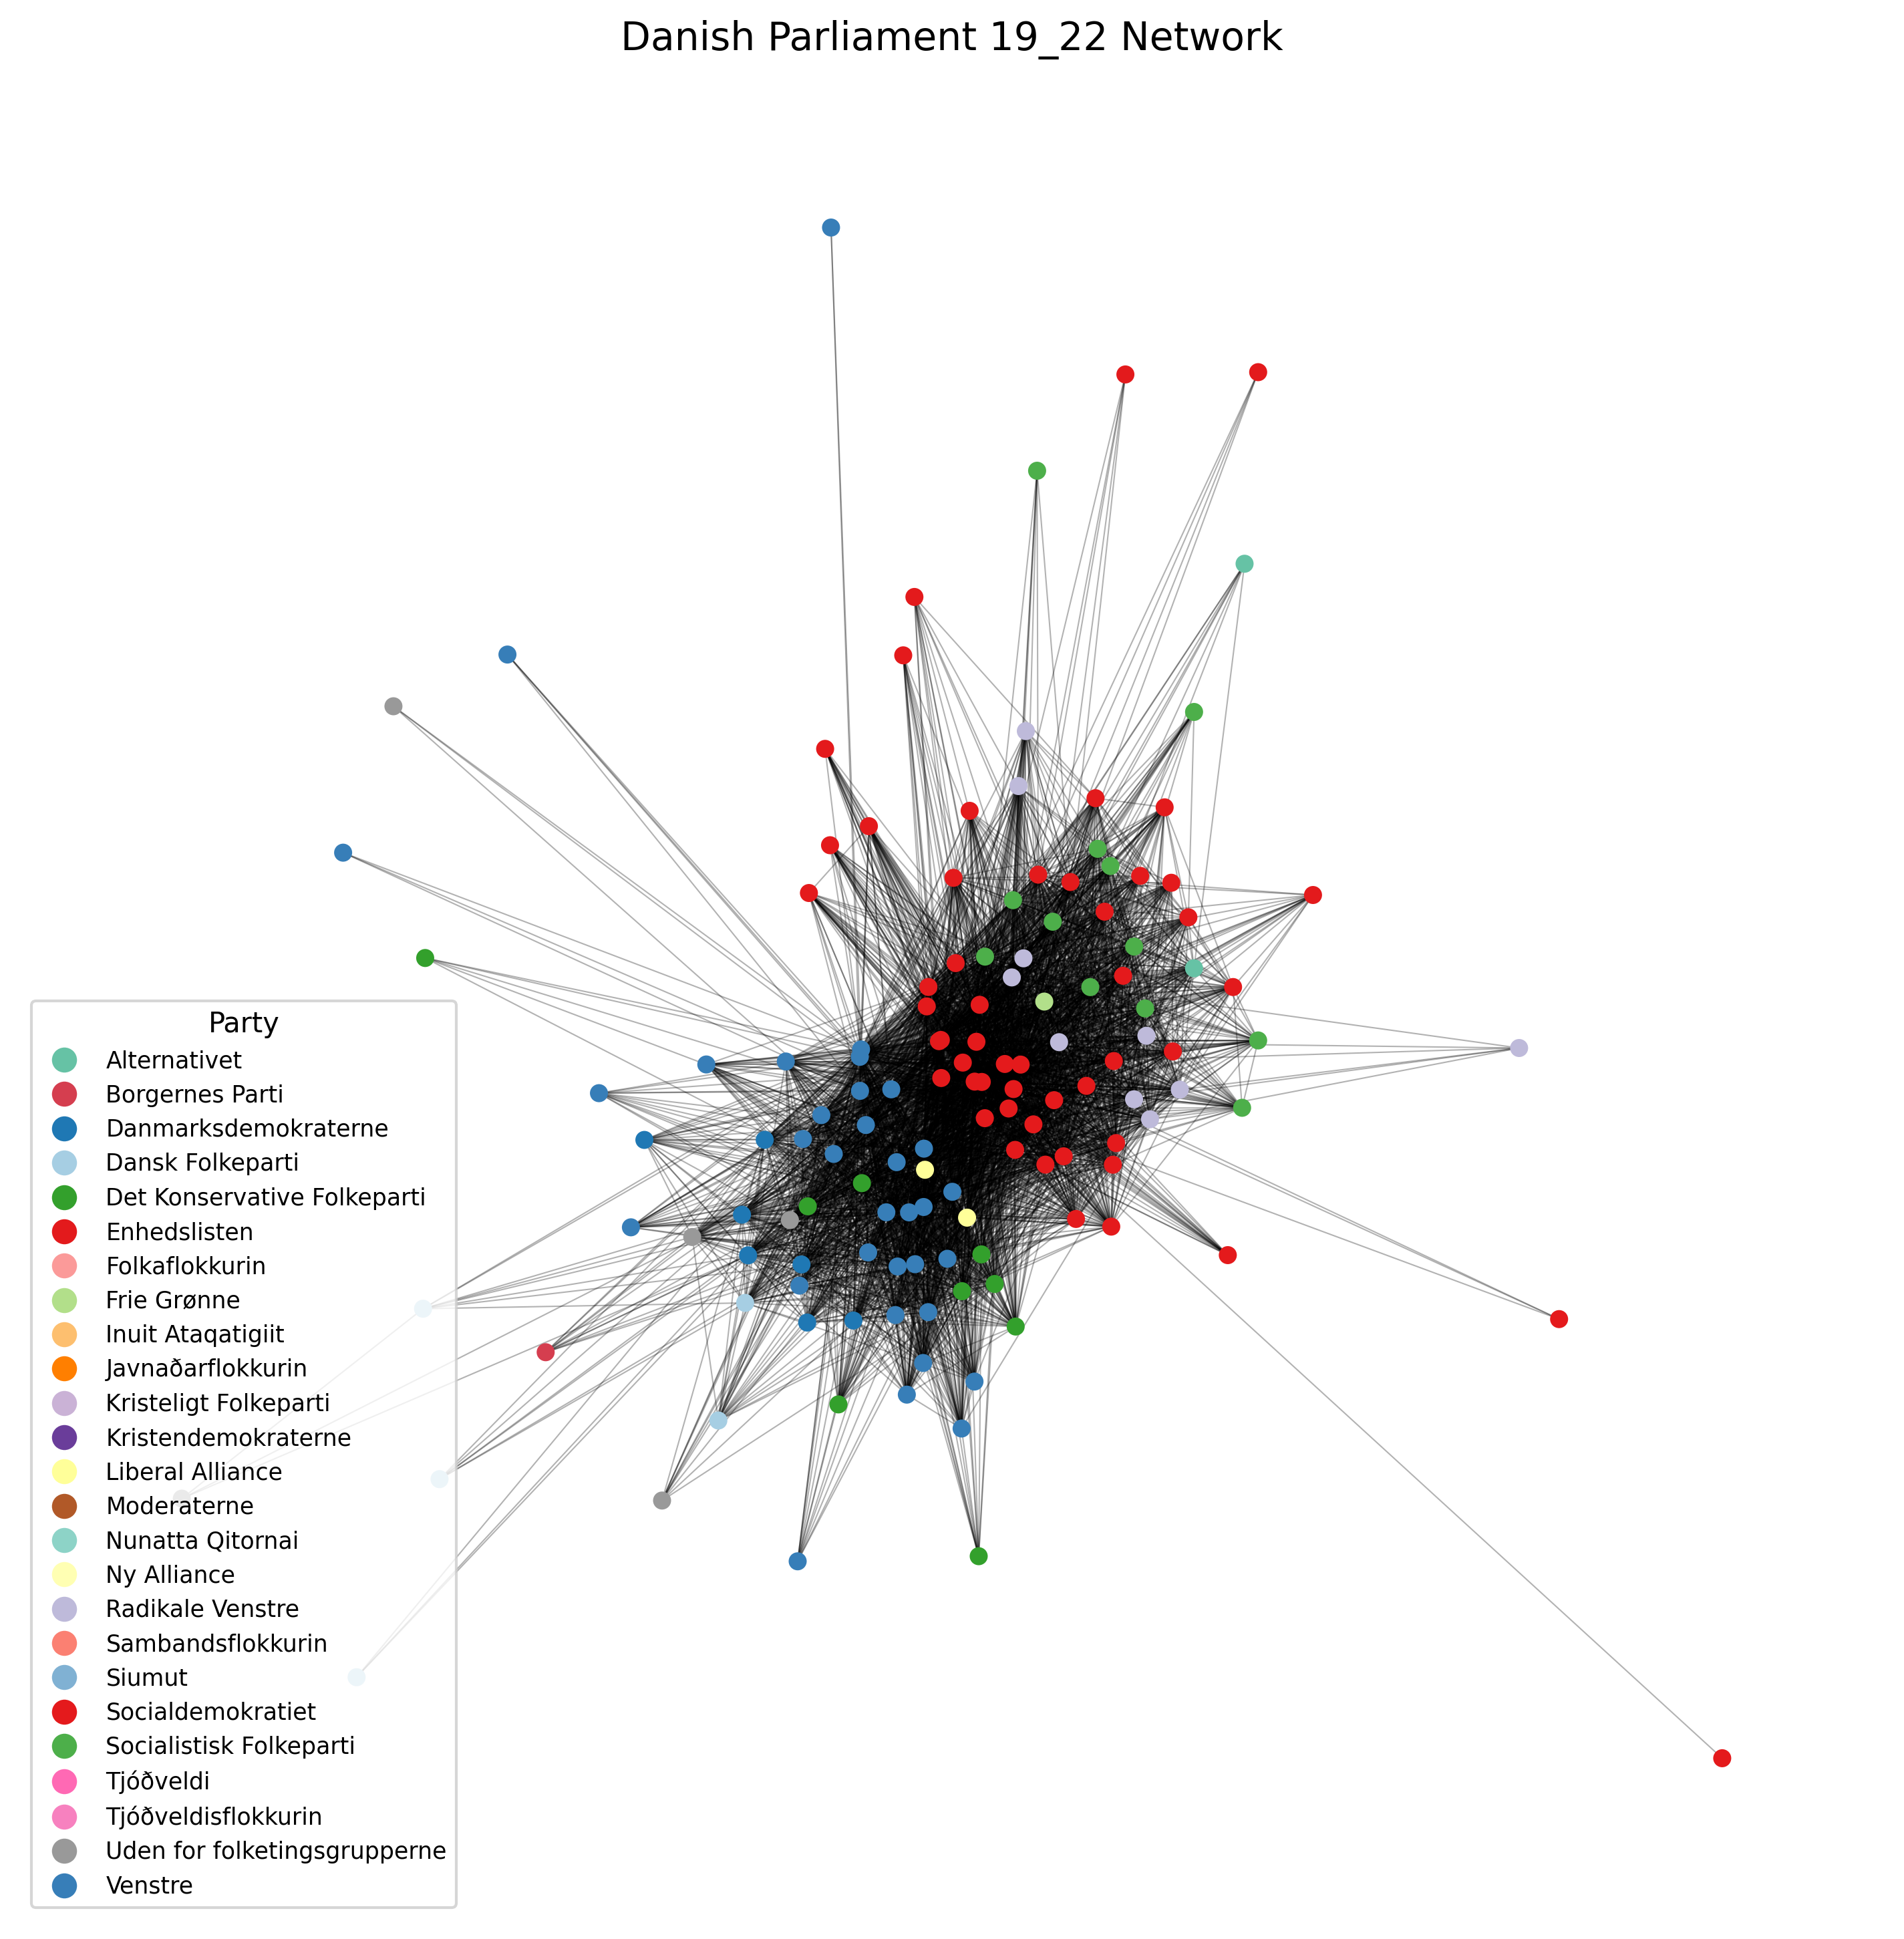 Danish Parliament 19_22 Network
Party
Alternativet
Borgernes Parti
Danmarksdemokraterne
Dansk Folkeparti
Det Konservative Folkeparti
Enhedslisten
Folkaflokkurin
Frie Grønne
Inuit Ataqatigiit
Javnaðarflokkurin
Kristeligt Folkeparti
Kristendemokraterne
Liberal Alliance
Moderaterne
Nunatta Qitornai
Ny Alliance
Radikale Venstre
Sambandsflokkurin
Siumut
Socialdemokratiet
Socialistisk Folkeparti
Tjóðveldi
Tjóðveldisflokkurin
Uden for folketingsgrupperne
Venstre